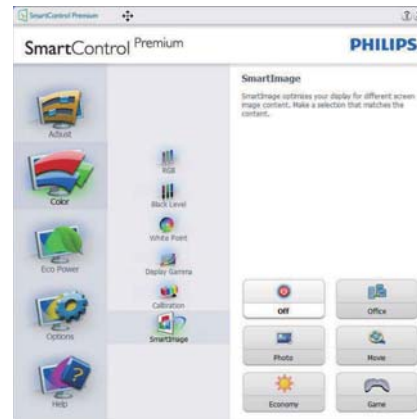 SmartControl Premium
SmartControl Premium
PHILIPS
Adjust
Color
Eco Power
Options
Help
RGB
Black Level
White Point
Display Gamma
Calibration
SmartImage
SmartImage
SmartImage optimizes your display for different screen
image content. Make a selection that matches the
content.
Off
Office
Photo
Movie
Economy
Game